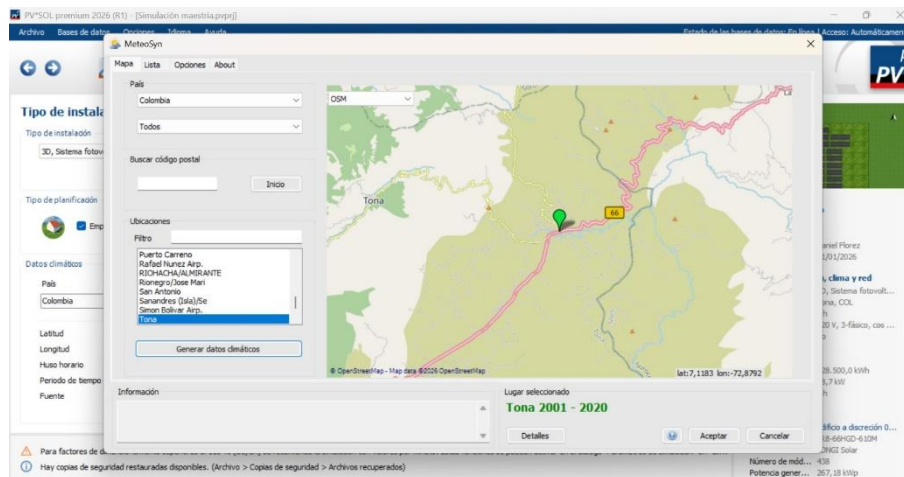 PV*SOL premium 2026 (R1) - [Simulación maestria.pvprj]
Archivo Bases de datos Opciones Idioma Ayuda
Estado de las bases de datos: En línea | Acceso: Automáticamen
MeteoSyn
Mapa Lista Opciones About
PV
País
Colombia
Todos
OSM
Tipo de instala
Tipo de instalación
3D, Sistema fotov
Buscar código postal
Inicio
Tipo de planificación
Emp
Ubicaciones
Filtro
Puerto Carreno
Rafael Nunez Airp.
RIOHACHA/ALMIRANTE
Rionegro/Jose Mari
San Antonio
Sanandres (Isla)/Se
Simon Bolivar Airp.
Tona
Generar datos climáticos
Tona
66
© OpenStreetMap - Map data ©2026 OpenStreetMap
lat:7,1183 lon:-72,8792
Datos climáticos
País
Colombia
Latitud
Longitud
Huso horario
Periodo de tiempo
Fuente
Información
Lugar seleccionado
Tona 2001 - 2020
Detalles
Aceptar
Cancelar
aniel Florez
/01/2026
, clima y red
, Sistema fotovolt...
na, COL
20 V, 3-fásico, cos ...
28.500,0 kWh
,7 kW
dificio a discreción 0...
-66HGD-610M
ONGI Solar
Número de mód... 438
Potencia gener... 267,18 kWp
Para factores de d
Hay copias de seguridad restauradas disponibles. (Archivo > Copias de seguridad > Archivos recuperados)